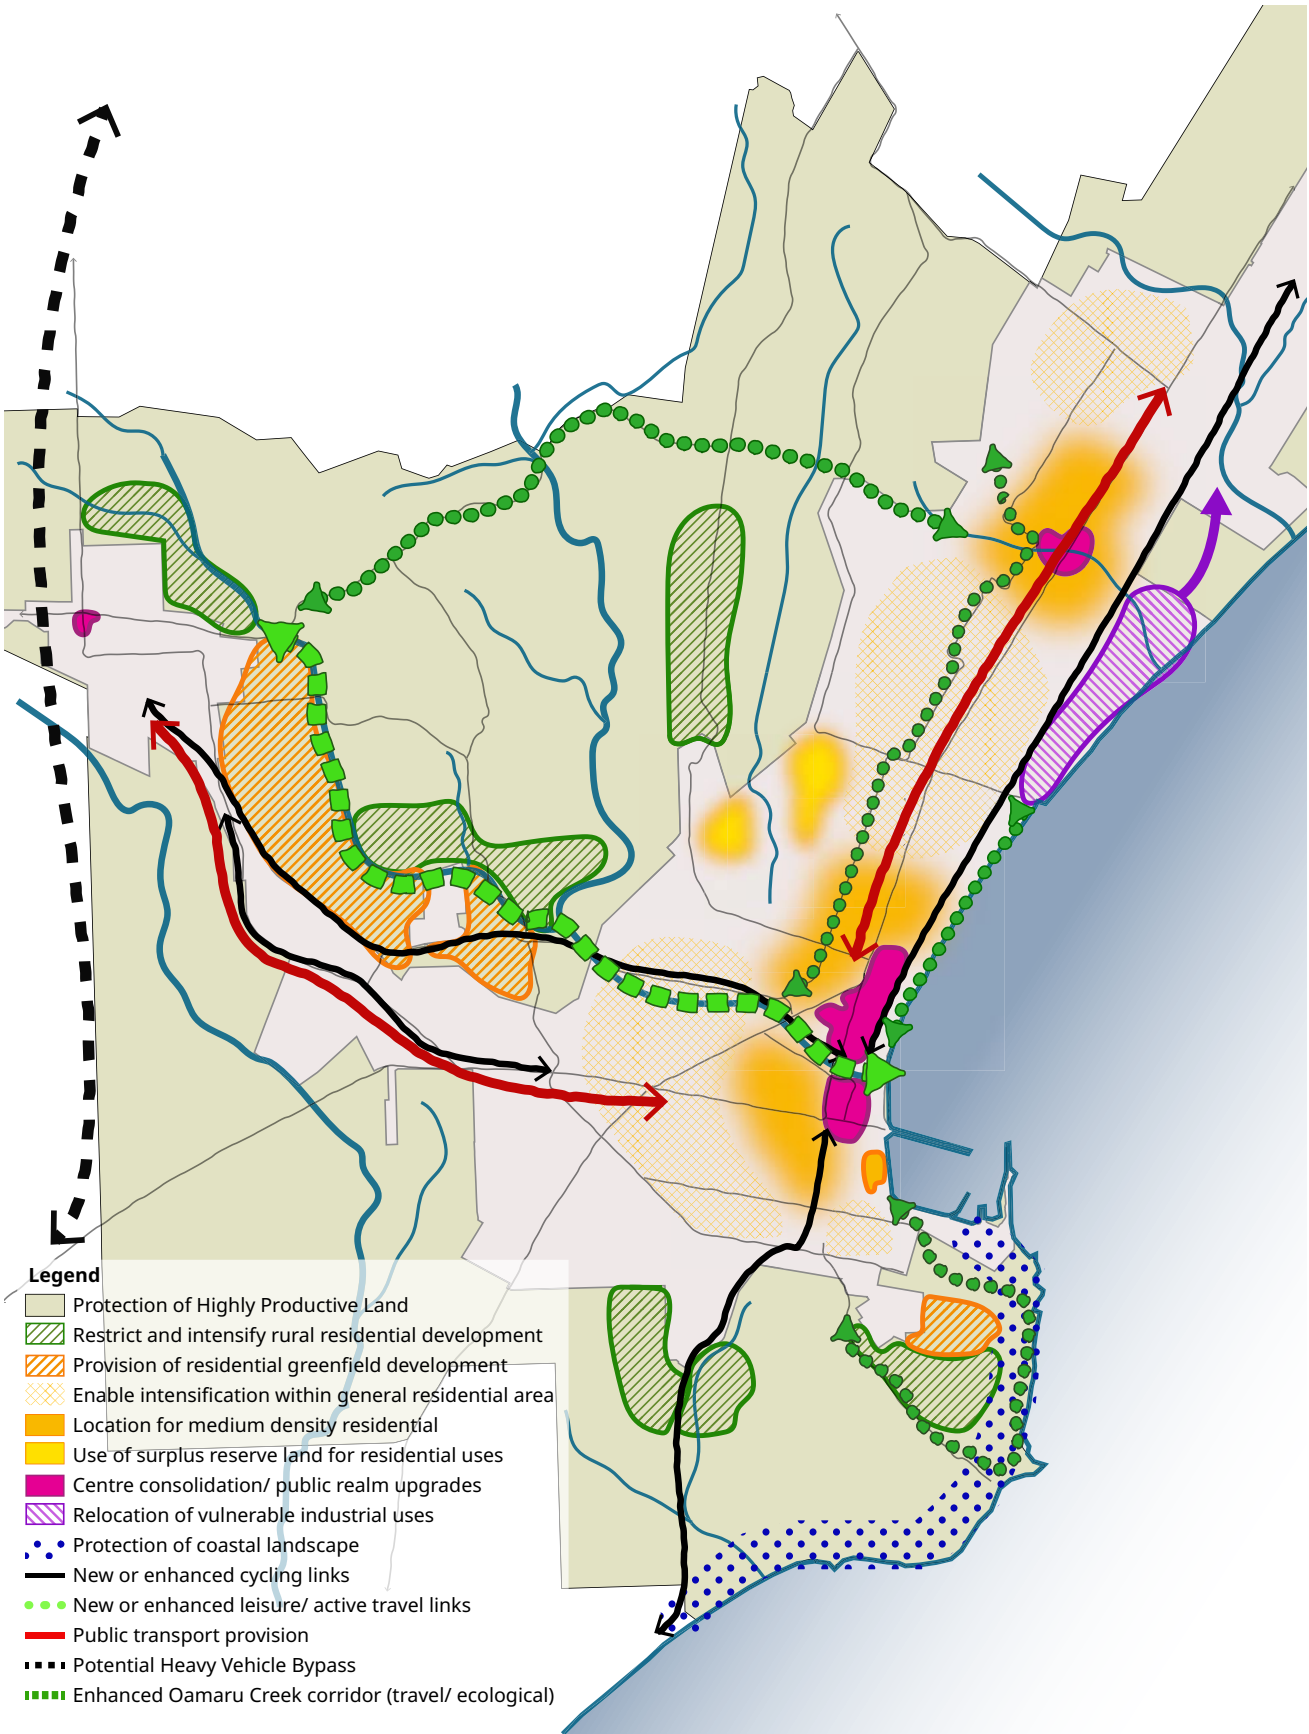 Legend
Protection of Highly Productive Land
Restrict and intensify rural residential development
Provision of residential greenfield development
Enable intensification within general residential area
Location for medium density residential
Use of surplus reserve land for residential uses
Centre consolidation/ public realm upgrades
Relocation of vulnerable industrial uses
Protection of coastal landscape
New or enhanced cycling links
New or enhanced leisure/ active travel links
Public transport provision
Potential Heavy Vehicle Bypass
Enhanced Oamaru Creek corridor (travel/ ecological)